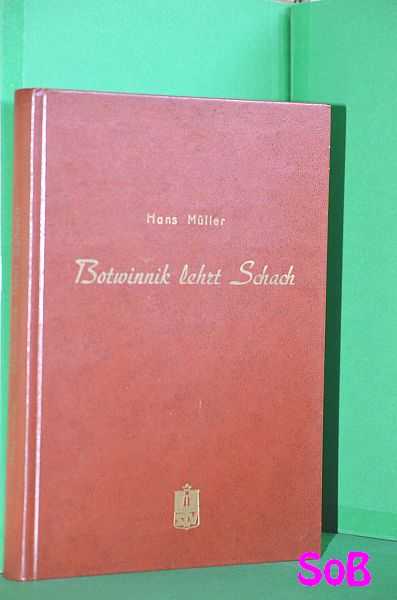 Hans Müller
Botwinnik lehrt Schach
SoB